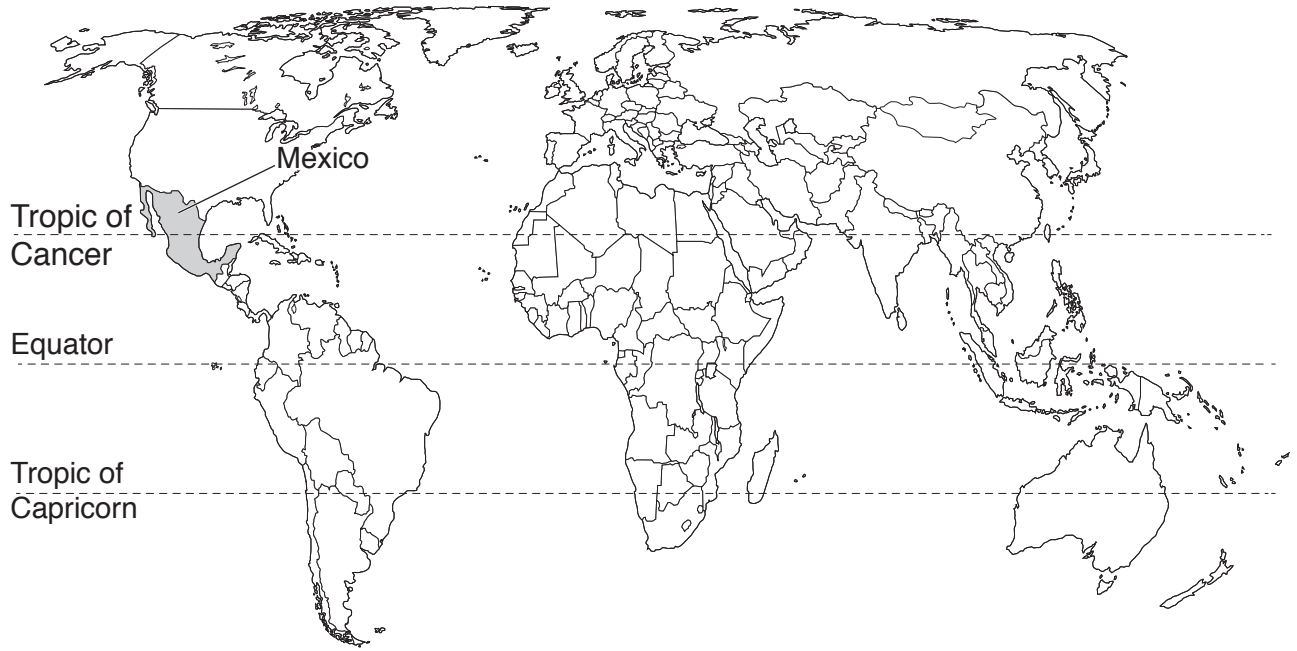 Mexico
Tropic of
Cancer
Equator
Tropic of
Capricorn